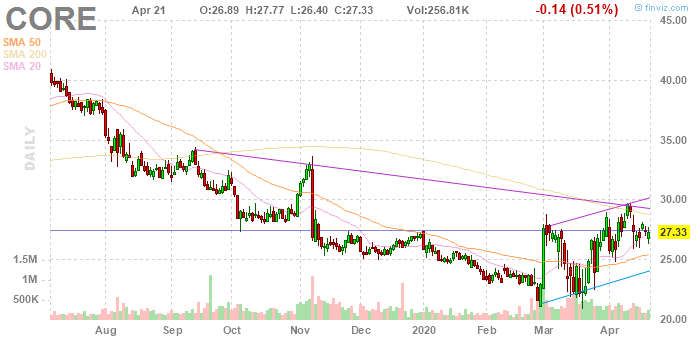 CORE Apr 21 O:26.89 H:27.77 L:26.40 C:27.33 Vol:256.81K -0.14 (0.51%) © finviz.com
SMA 50
SMA 200
SMA 20
DAILY
45.00
40.00
35.00
30.00
27.33
25.00
20.00
1.5M
1M
500K
Aug Sep Oct Nov Dec 2020 Feb Mar Apr